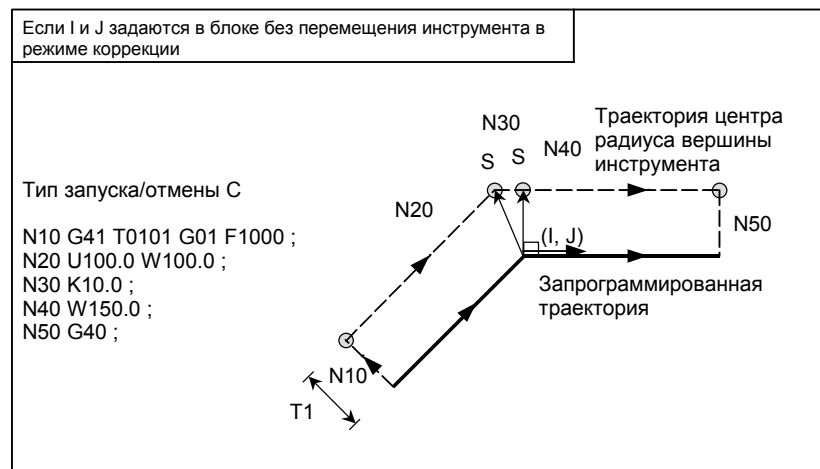 Если I и J задаются в блоке без перемещения инструмента в
режиме коррекции
Тип запуска/отмены C
N10 G41 T0101 G01 F1000 ;
N20 U100.0 W100.0 ;
N30 K10.0 ;
N40 W150.0 ;
N50 G40 ;
N30
S
S
N40
Траектория центра
радиуса вершины
инструмента
N20
N50
(I, J)
Запрограммированная
траектория
N10
T1